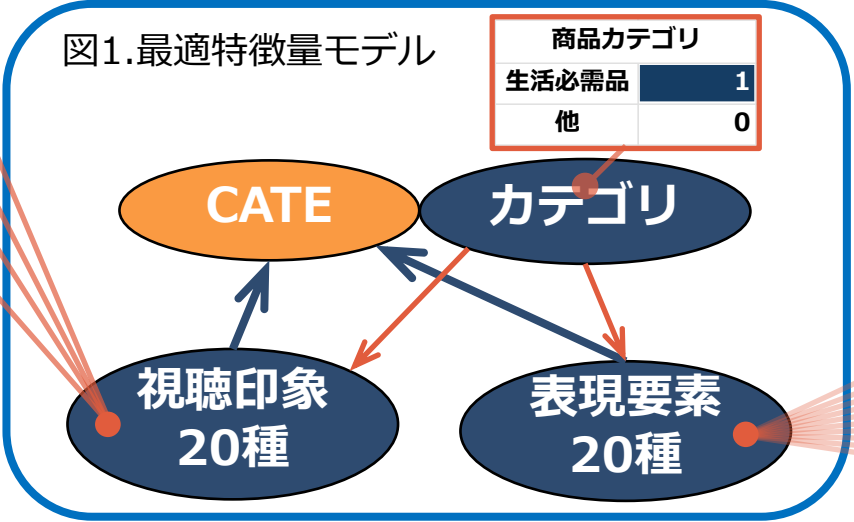 図1.最適特徴量モデル
商品カテゴリ
生活必需品 1
他 0
CATE
カテゴリ
視聴印象
20種
表現要素
20種